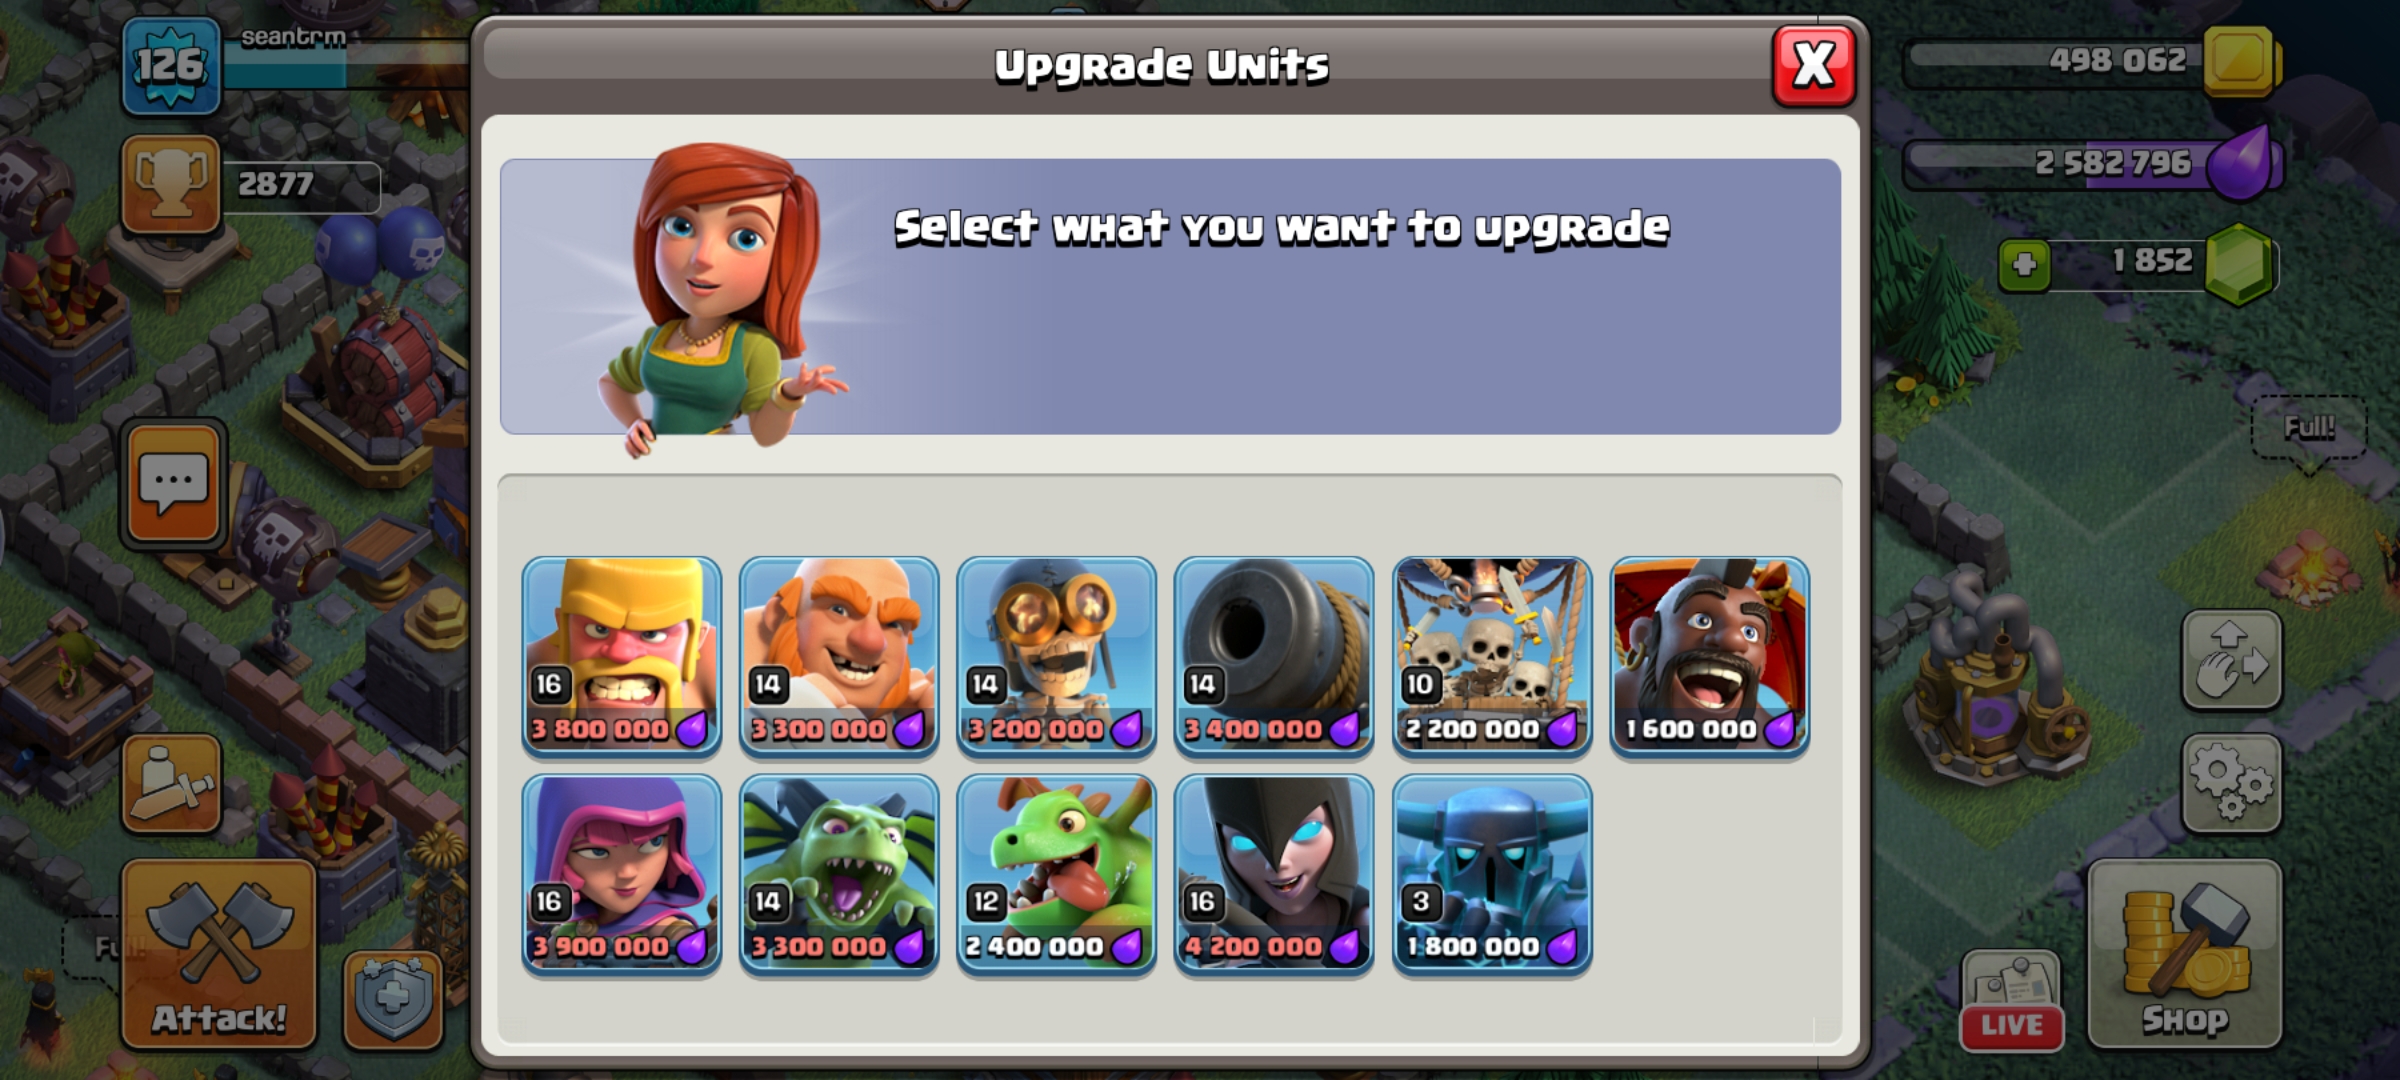 Upgrade Units
X
126
seantrm
2877
498 062
2 582 796
1 852
Select what you want to upgrade
Full!
16
3 800 000
14
3 300 000
14
3 200 000
14
3 400 000
10
2 200 000
1 600 000
16
3 900 000
14
3 300 000
12
2 400 000
16
4 200 000
3
1 800 000
Full!
Attack!
LIVE
Shop